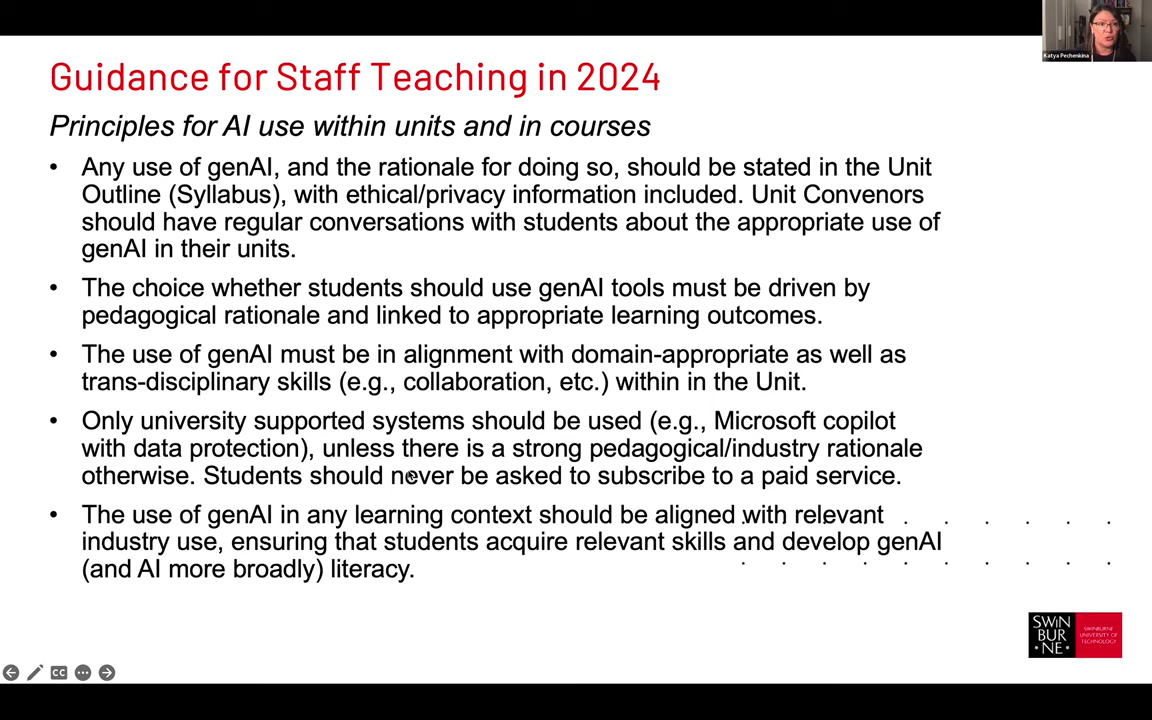 Katya Pechenkina
Guidance for Staff Teaching in 2024
Principles for AI use within units and in courses
• Any use of genAI, and the rationale for doing so, should be stated in the Unit
Outline (Syllabus), with ethical/privacy information included. Unit Convenors
should have regular conversations with students about the appropriate use of
genAI in their units.
• The choice whether students should use genAI tools must be driven by
pedagogical rationale and linked to appropriate learning outcomes.
• The use of genAI must be in alignment with domain-appropriate as well as
trans-disciplinary skills (e.g., collaboration, etc.) within in the Unit.
• Only university supported systems should be used (e.g., Microsoft copilot
with data protection), unless there is a strong pedagogical/industry rationale
otherwise. Students should never be asked to subscribe to a paid service.
• The use of genAI in any learning context should be aligned with relevant
industry use, ensuring that students acquire relevant skills and develop genAI
(and AI more broadly) literacy.
SWIN
BUR
NE
SWINBURNE
UNIVERSITY OF
TECHNOLOGY
CC